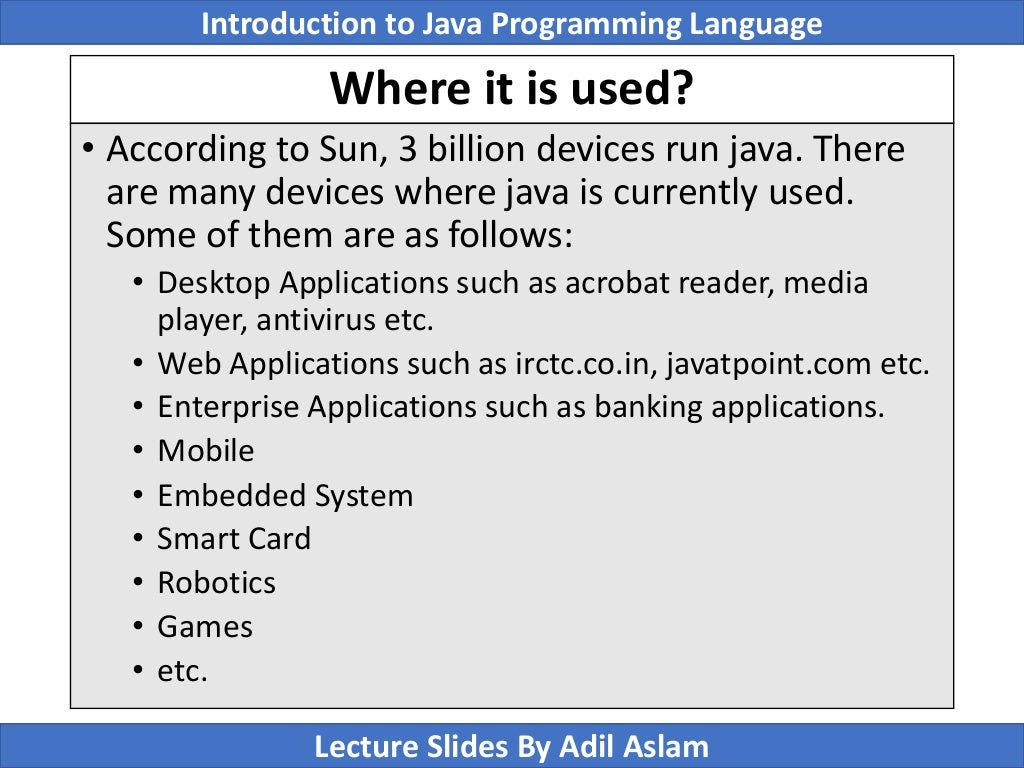 Introduction to Java Programming Language
Where it is used?
• According to Sun, 3 billion devices run java. There
are many devices where java is currently used.
Some of them are as follows:
• Desktop Applications such as acrobat reader, media
player, antivirus etc.
• Web Applications such as irctc.co.in, javatpoint.com etc.
• Enterprise Applications such as banking applications.
• Mobile
• Embedded System
• Smart Card
• Robotics
• Games
• etc.
Lecture Slides By Adil Aslam